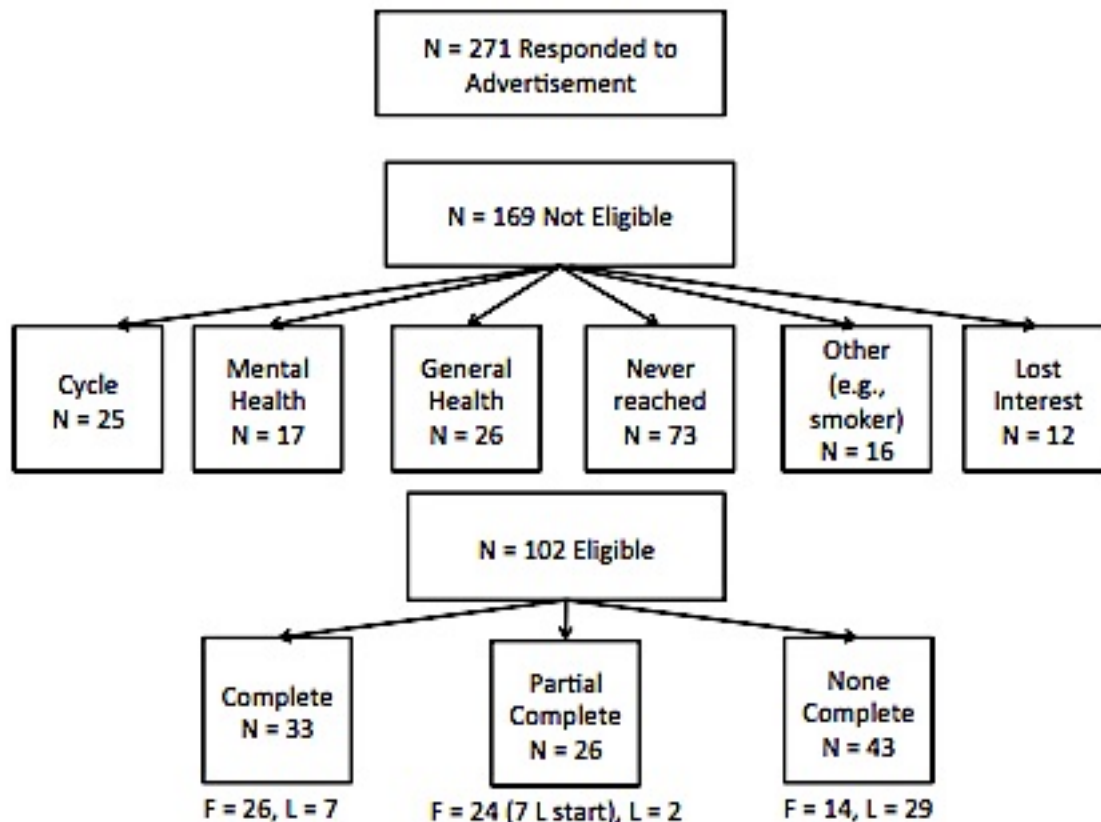 N = 271 Responded to
Advertisement
N = 169 Not Eligible
Cycle
N = 25
Mental
Health
N = 17
General
Health
N = 26
Never
reached
N = 73
Other
(e.g.,
smoker)
N = 16
Lost
Interest
N = 12
N = 102 Eligible
Complete
N = 33
Partial
Complete
N = 26
None
Complete
N = 43
F = 26, L = 7
F = 24 (7 L start), L = 2
F = 14, L = 29